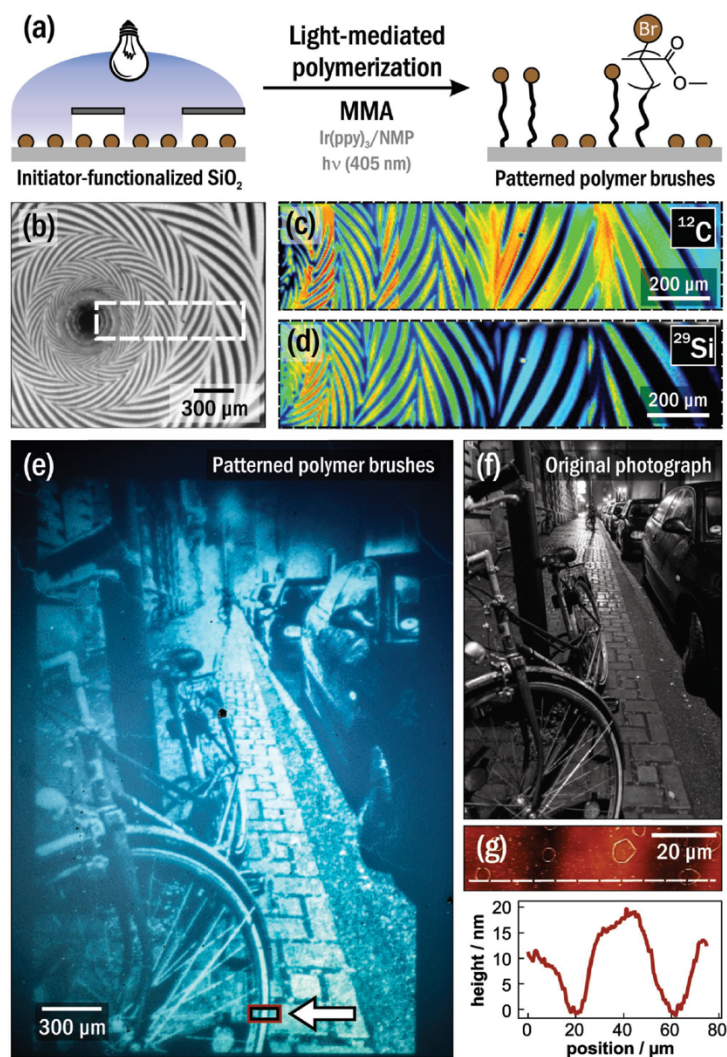 (a)
Light-mediated
polymerization
MMA
Ir(ppy)₃/NMP
hν (405 nm)
Br
O
O
Initiator-functionalized SiO₂
Patterned polymer brushes
(b)
300 µm
(c)
¹²C
200 µm
(d)
²⁹Si
200 µm
(e)
Patterned polymer brushes
300 µm
(f)
Original photograph
(g)
20 µm
height / nm
20
15
10
5
0
0 20 40 60 80
position / µm